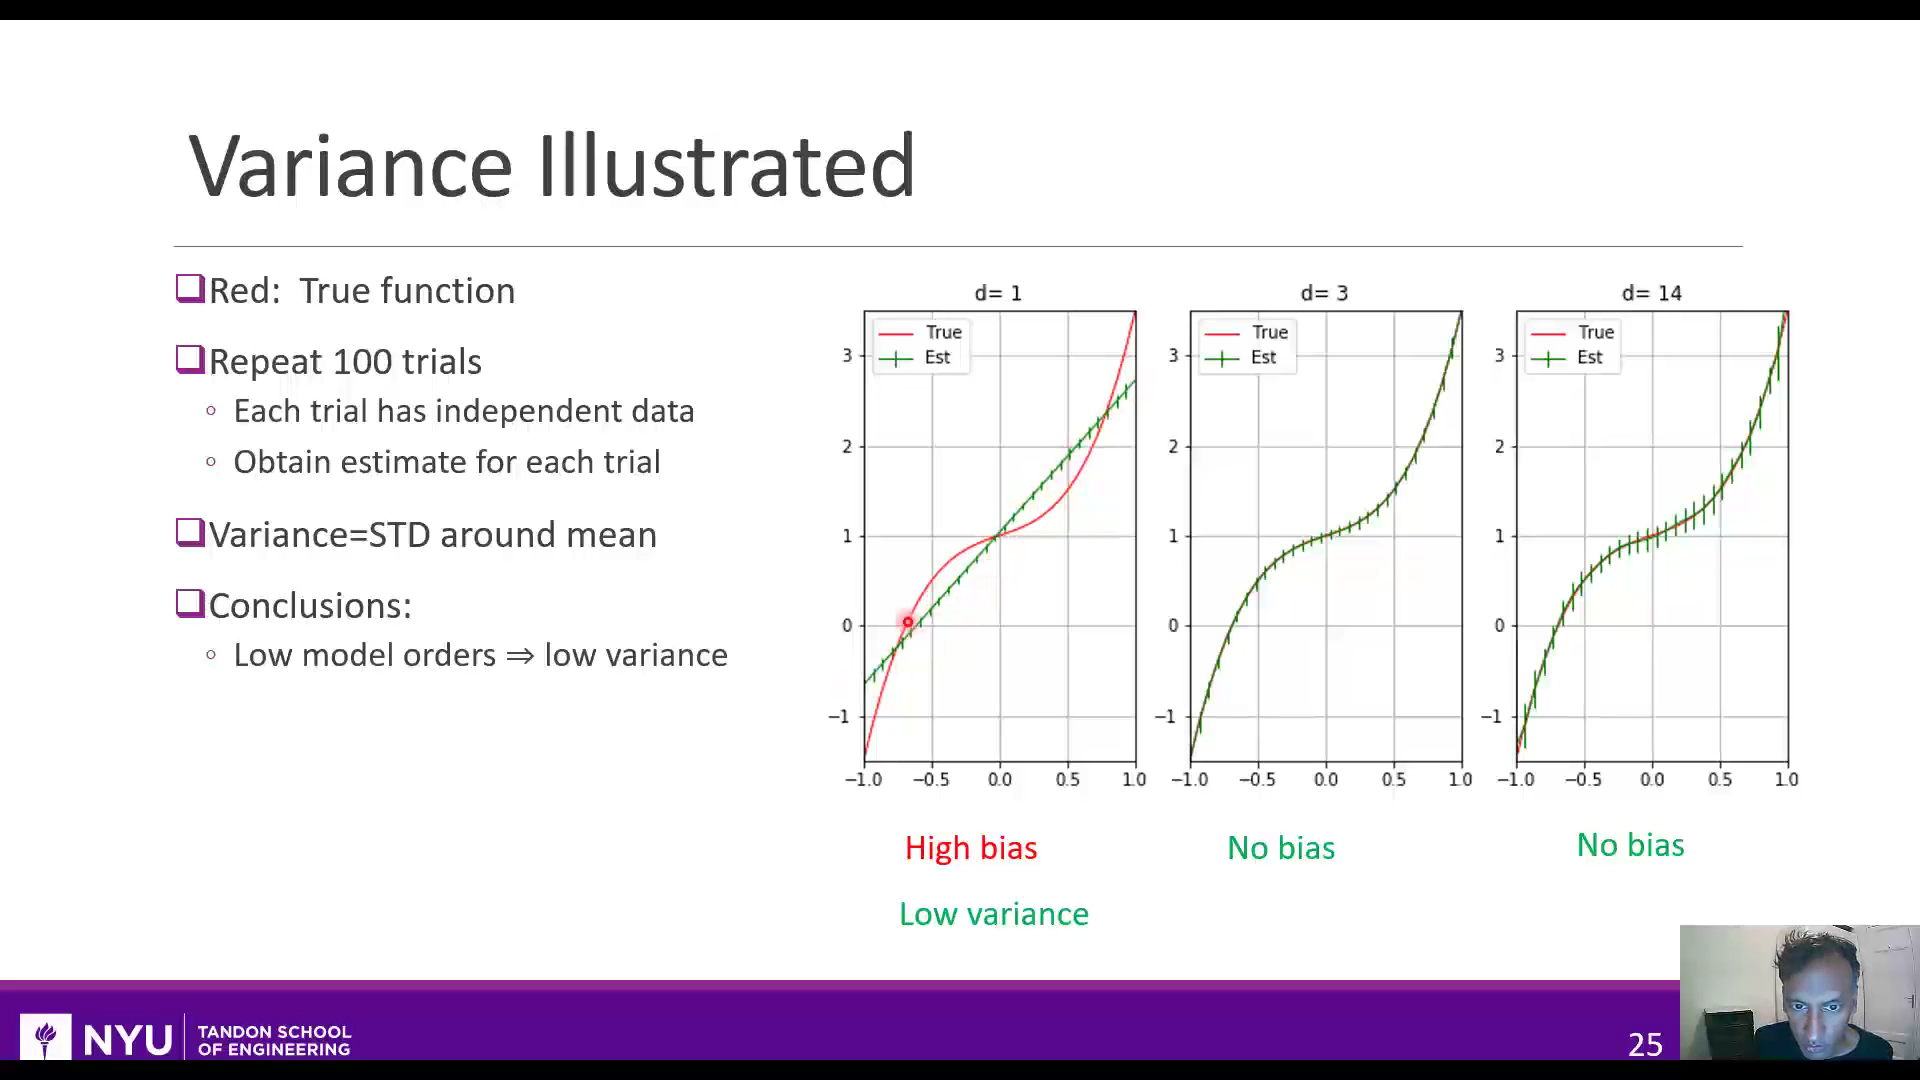 Variance Illustrated
Red: True function
Repeat 100 trials
Each trial has independent data
Obtain estimate for each trial
Variance=STD around mean
Conclusions:
Low model orders ⇒ low variance
d= 1
True
Est
3
2
1
0
−1
−1.0 −0.5 0.0 0.5 1.0
High bias
Low variance
d= 3
True
Est
3
2
1
0
−1
−1.0 −0.5 0.0 0.5 1.0
No bias
d= 14
True
Est
3
2
1
0
−1
−1.0 −0.5 0.0 0.5 1.0
No bias
NYU
TANDON SCHOOL
OF ENGINEERING
25